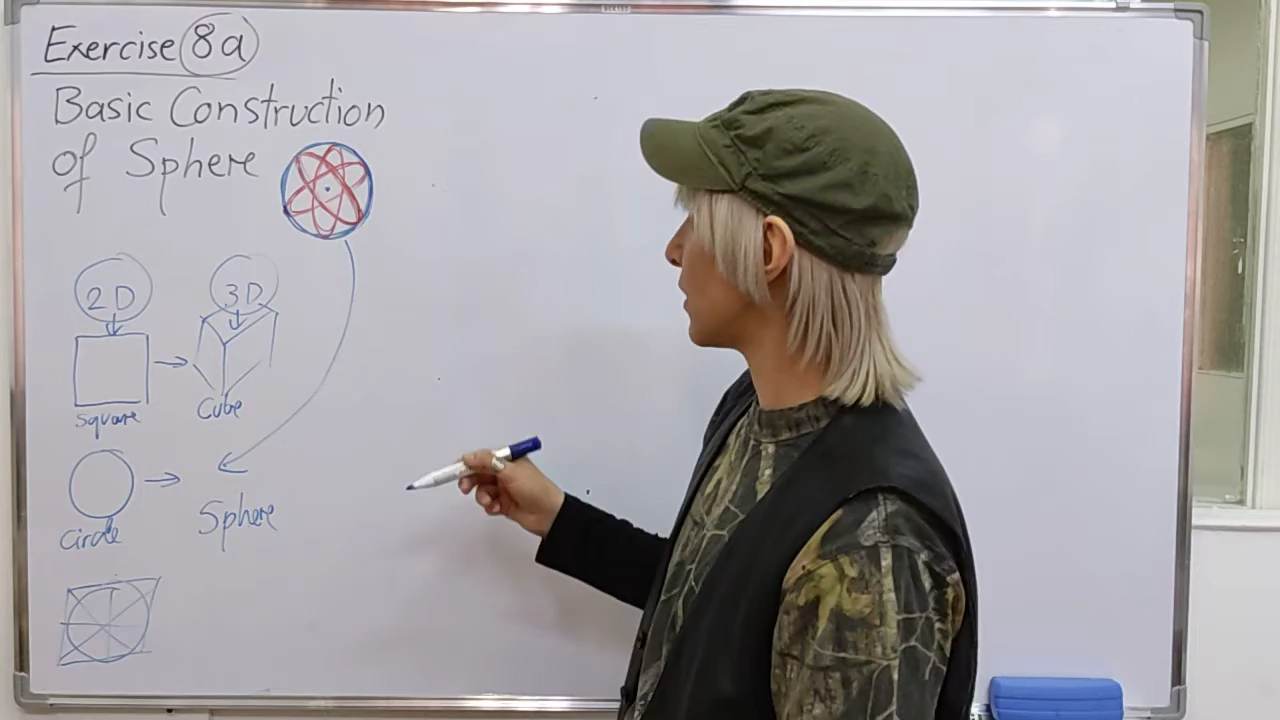 Exercise 8a
Basic Construction
of Sphere
2D 3D
Square Cube
Circle Sphere